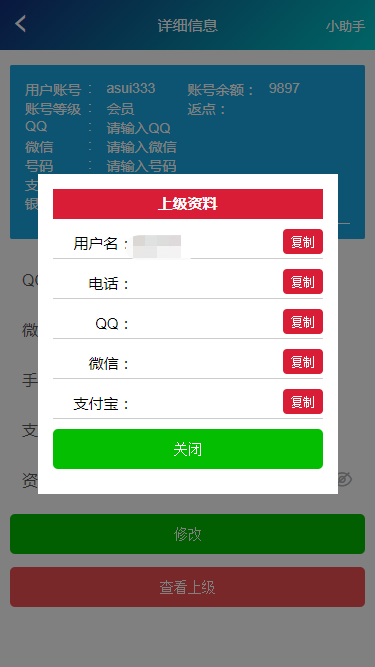 详细信息
小助手
用户账号： asui333 账号余额： 9897
账号等级： 会员 返点：
QQ ： 请输入QQ
微信 ： 请输入微信
号码 ： 请输入号码
支
银
上级资料
用户名： 复制
QQ
电话： 复制
微
QQ： 复制
手
微信： 复制
支
支付宝： 复制
关闭
资
修改
查看上级